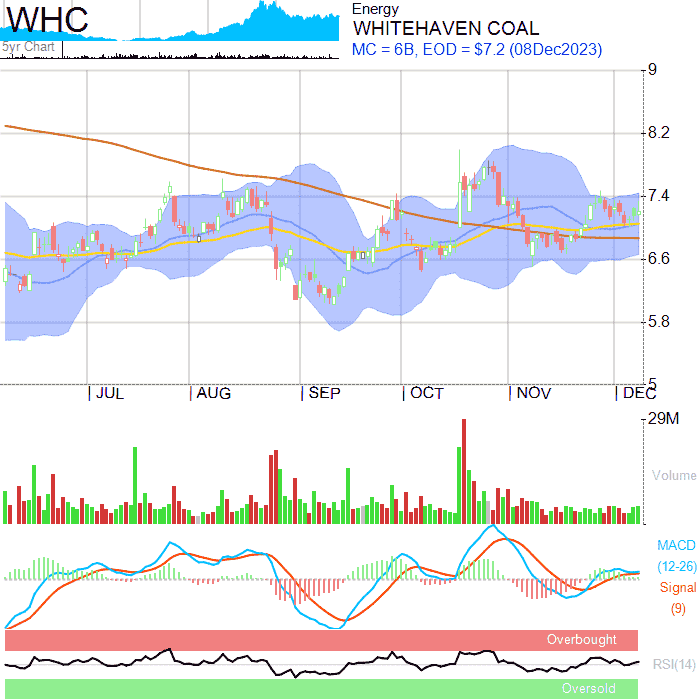 WHC
5yr Chart
Energy
WHITEHAVEN COAL
MC = 6B, EOD = $7.2 (08Dec2023)
9
8.2
7.4
6.6
5.8
5
JUL AUG SEP OCT NOV DEC
29M
Volume
MACD
(12-26)
Signal
(9)
Overbought
RSI(14)
Oversold